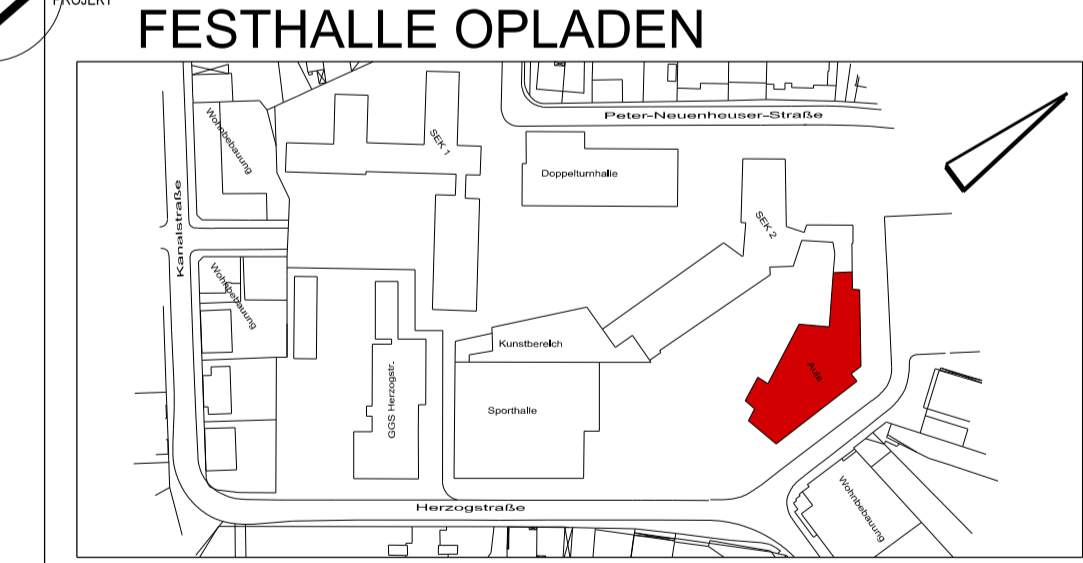 PROJEKT
FESTHALLE OPLADEN
Peter-Neuenheuser-Straße
Wohnbebauung
SEK 1
Doppelturnhalle
Kanalstraße
SEK 2
Wohnbebauung
Kunstbereich
Aula
GGS Herzogstr.
Sporthalle
Herzogstraße
Wohnbebauung